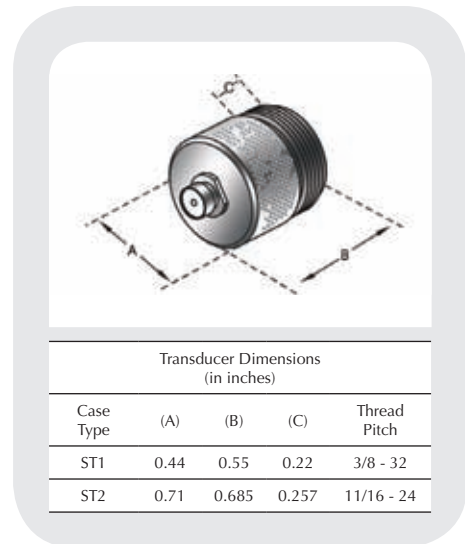 C
A
B
Transducer Dimensions
(in inches)
Case
Type
(A)
(B)
(C)
Thread
Pitch
ST1 0.44 0.55 0.22 3/8 - 32
ST2 0.71 0.685 0.257 11/16 - 24